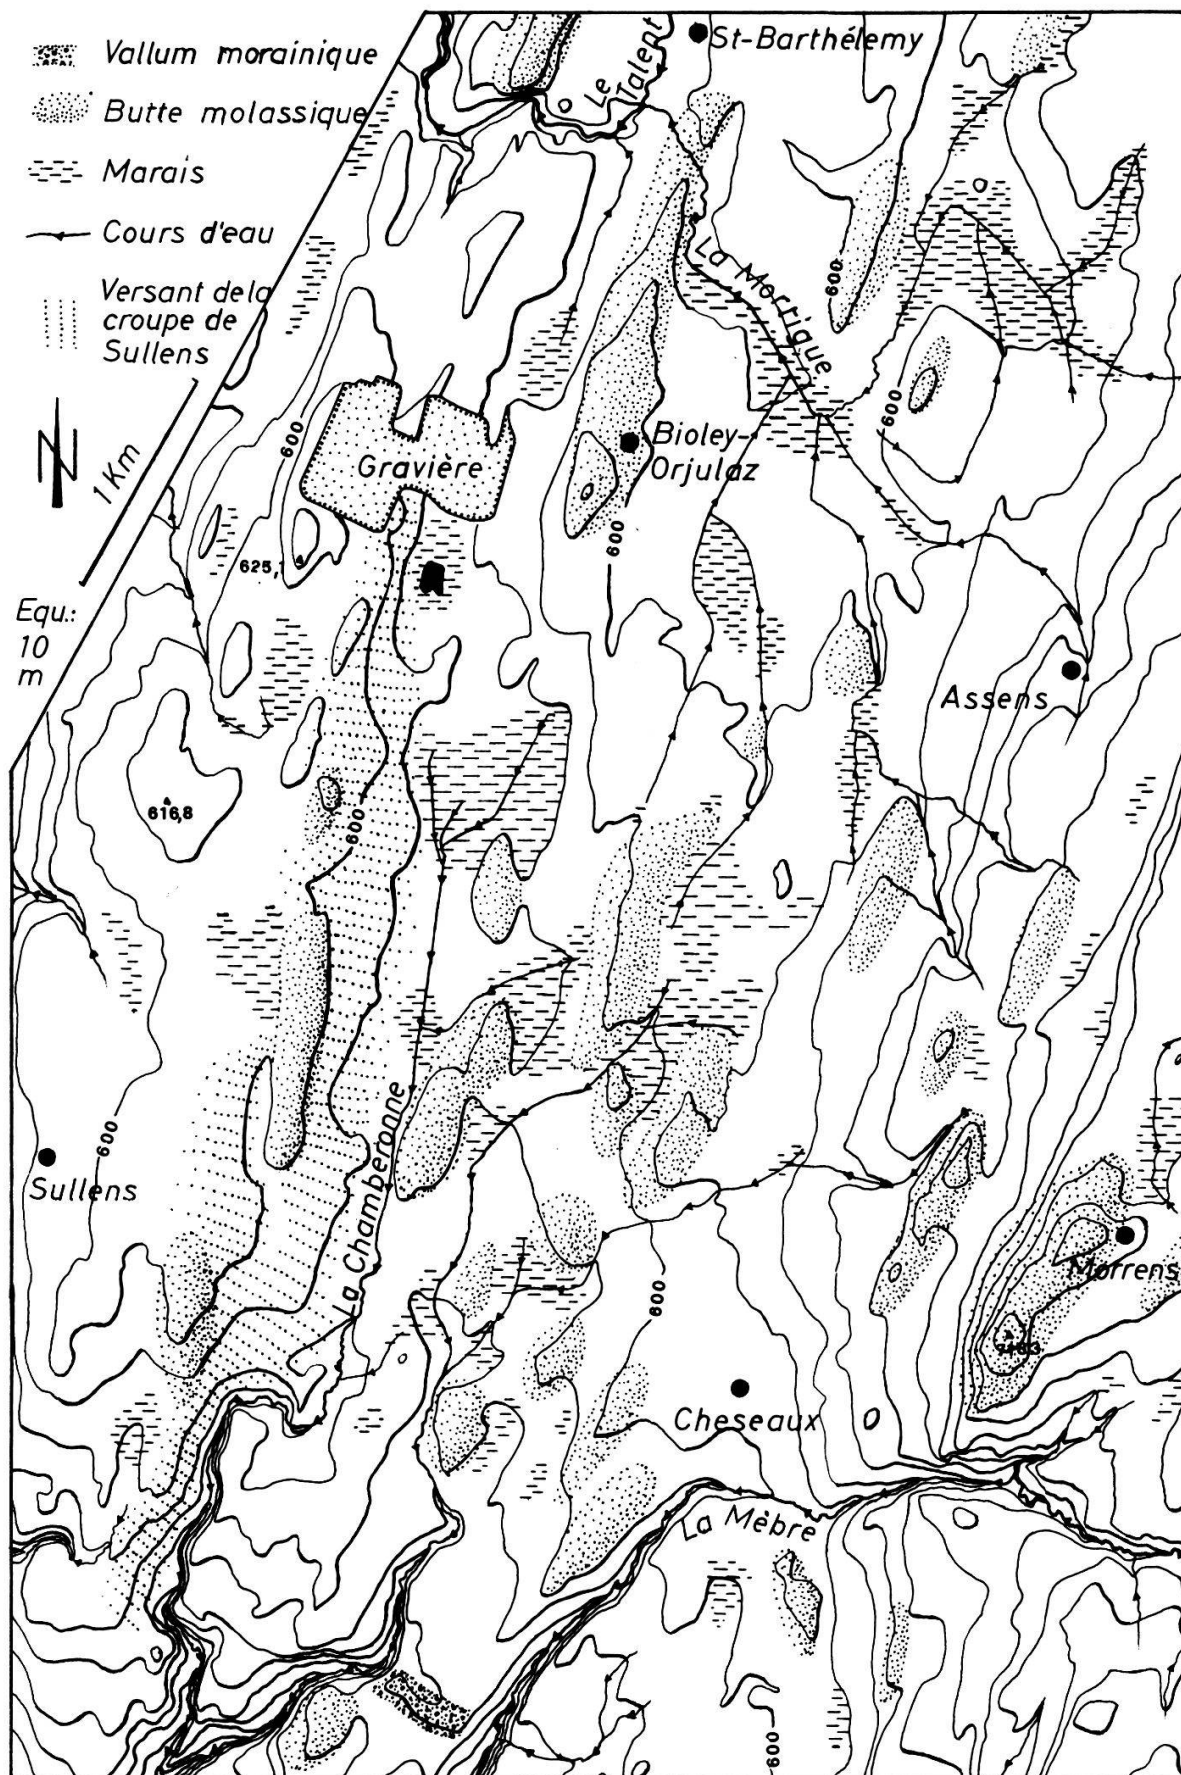 Vallum morainique
Butte molassique
Marais
Cours d'eau
Versant de la
croupe de
Sullens
N
1 Km
Equ.:
10
m
St-Barthélemy
Le
Talent
La Mortigue
600
600
600
Gravière
Bioley-
Orjulaz
600
625,1
Assens
616,8
600
600
Sullens
La Chamberonne
Morrens
600
Cheseaux
La Mèbre
600